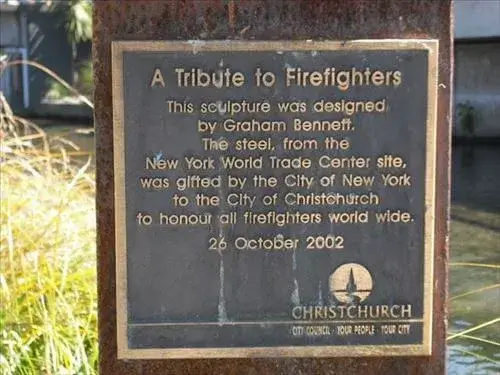 A Tribute to Firefighters
This sculpture was designed
by Graham Bennett.
The steel, from the
New York World Trade Center site,
was gifted by the City of New York
to the City of Christchurch
to honour all firefighters world wide.
26 October 2002
CHRISTCHURCH
CITY COUNCIL · YOUR PEOPLE · YOUR CITY